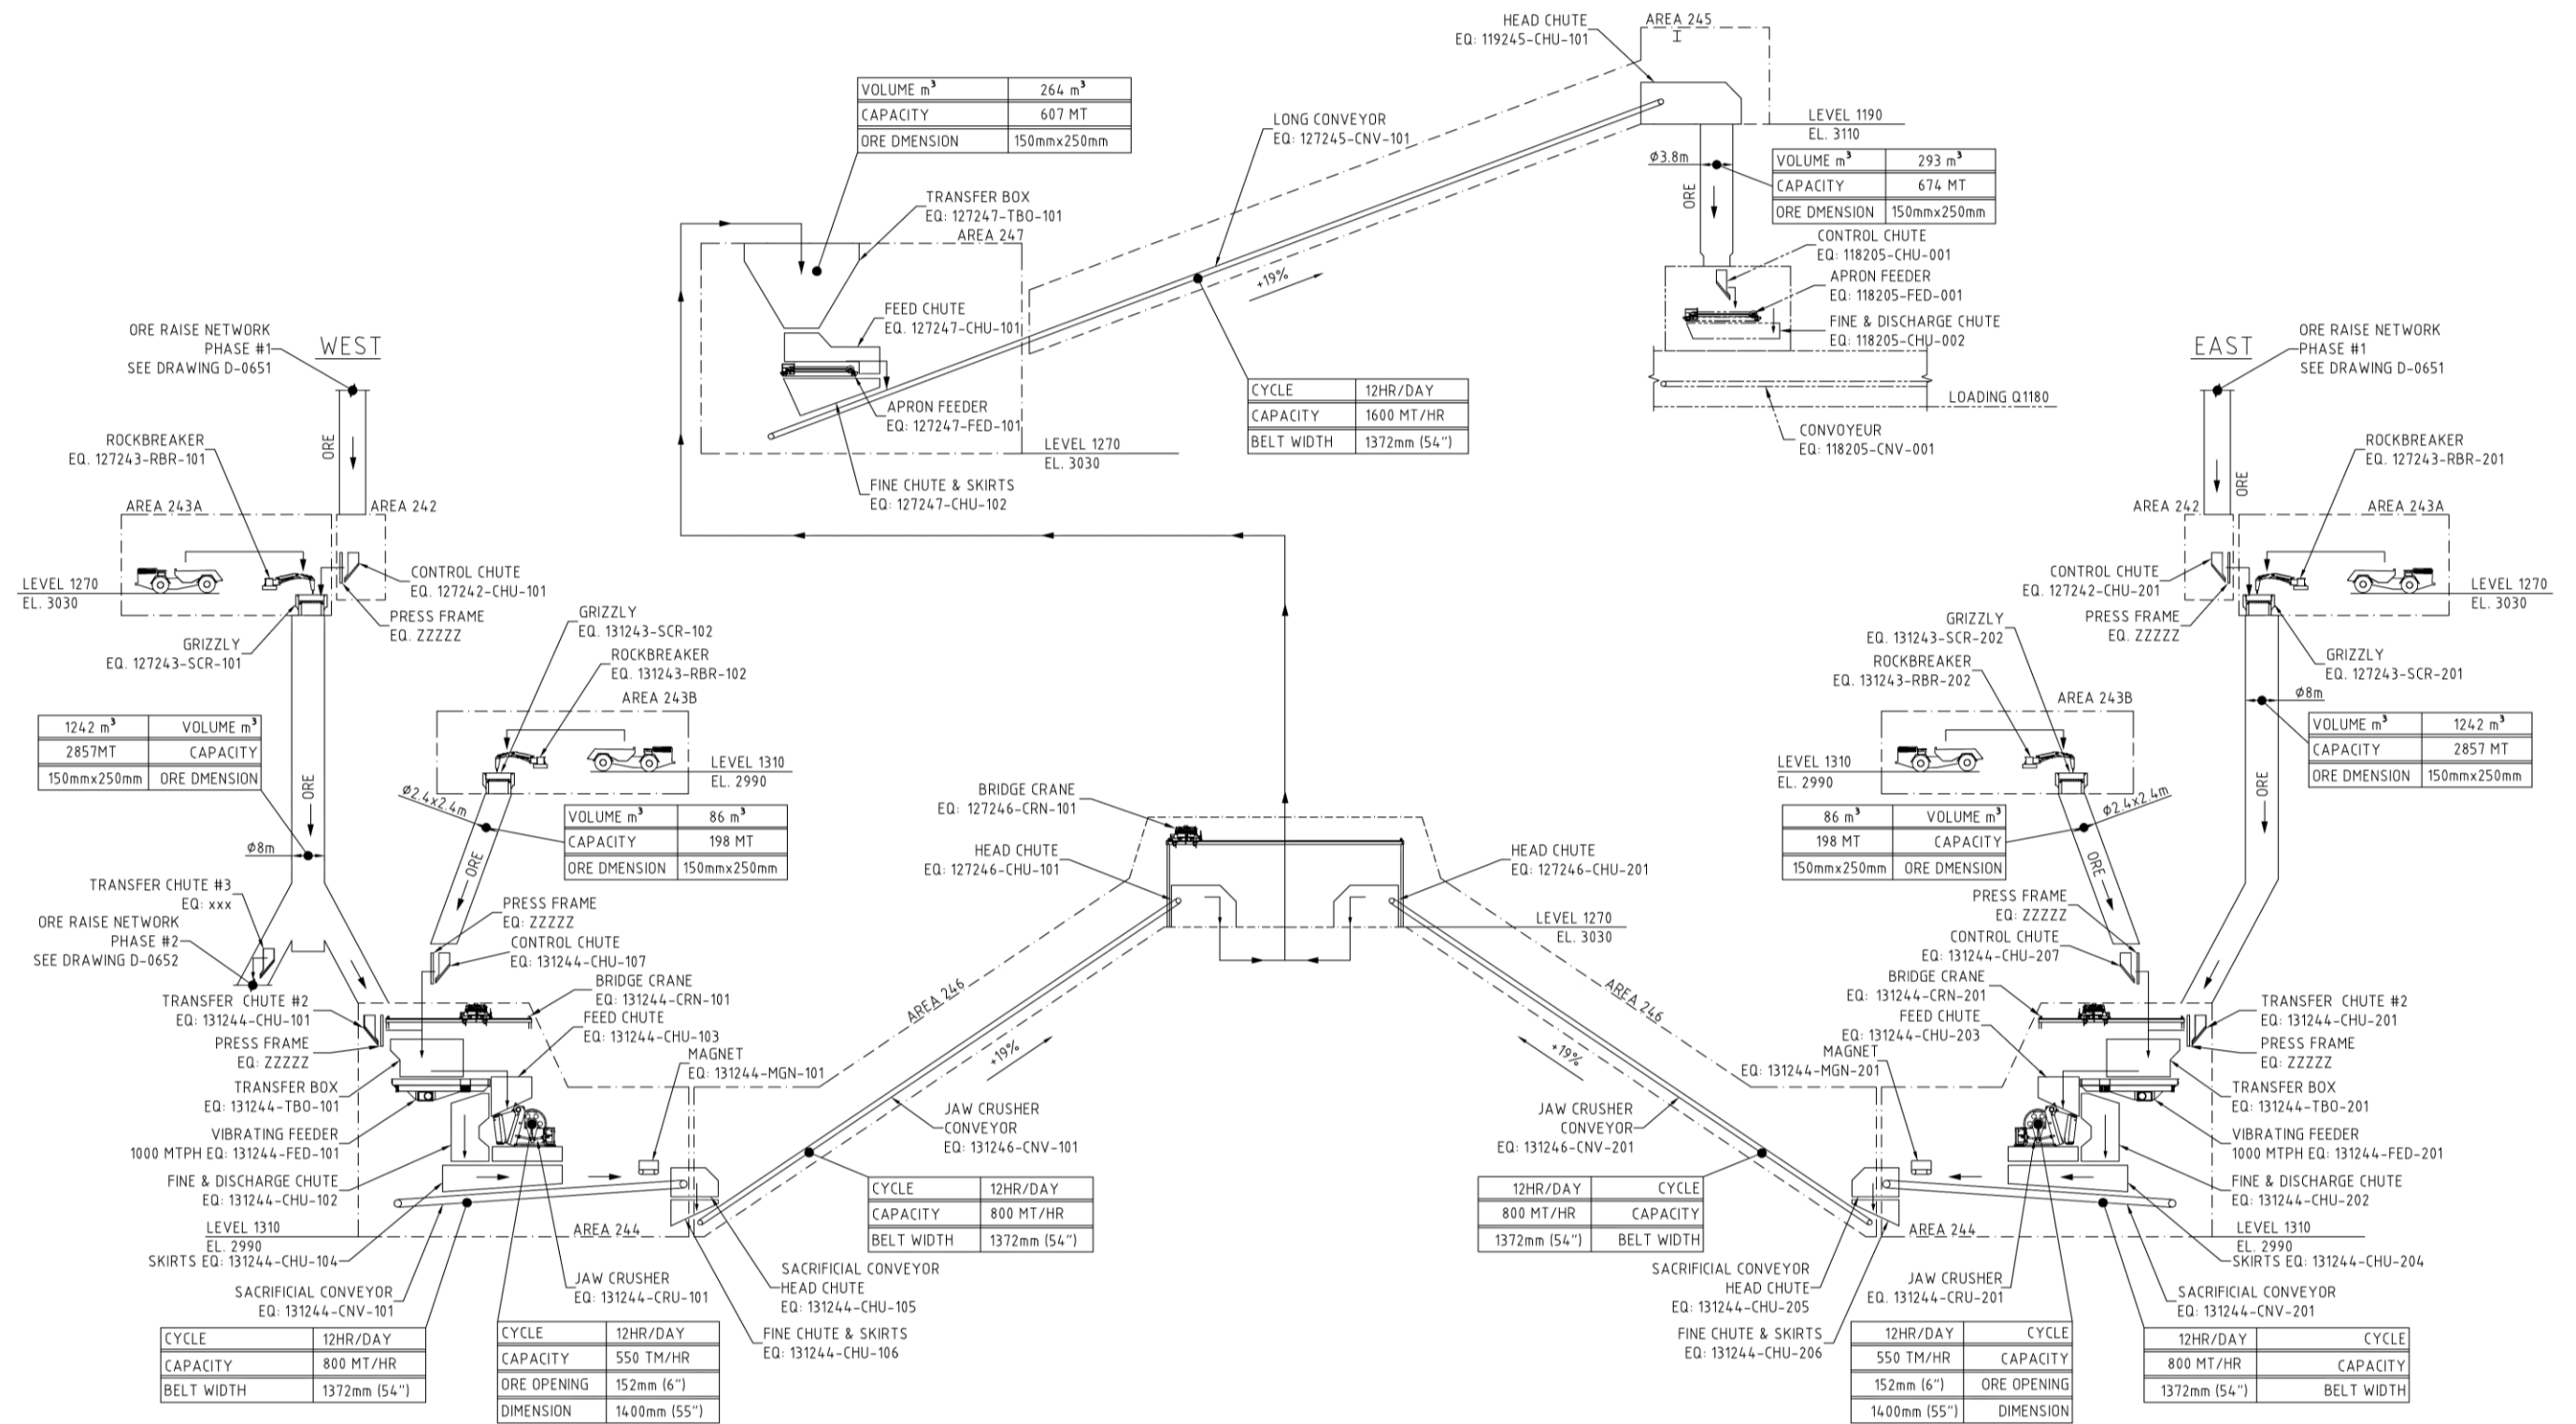 HEAD CHUTE
EQ: 119245-CHU-101
AREA 245
I
VOLUME m³ 264 m³
CAPACITY 607 MT
ORE DMENSION 150mmx250mm
LONG CONVEYOR
EQ: 127245-CNV-101
LEVEL 1190
EL. 3110
Ø3.8m
ORE
VOLUME m³ 293 m³
CAPACITY 674 MT
ORE DMENSION 150mmx250mm
TRANSFER BOX
EQ: 127247-TBO-101
AREA 247
CONTROL CHUTE
EQ: 118205-CHU-001
APRON FEEDER
EQ: 118205-FED-001
FINE & DISCHARGE CHUTE
EQ: 118205-CHU-002
+19%
FEED CHUTE
EQ. 127247-CHU-101
APRON FEEDER
EQ: 127247-FED-101
FINE CHUTE & SKIRTS
EQ: 127247-CHU-102
LEVEL 1270
EL. 3030
CYCLE 12HR/DAY
CAPACITY 1600 MT/HR
BELT WIDTH 1372mm (54")
LOADING Q1180
CONVOYEUR
EQ: 118205-CNV-001
WEST
ORE RAISE NETWORK
PHASE #1
SEE DRAWING D-0651
ORE
ROCKBREAKER
EQ. 127243-RBR-101
AREA 243A
AREA 242
LEVEL 1270
EL. 3030
CONTROL CHUTE
EQ. 127242-CHU-101
PRESS FRAME
EQ. ZZZZZ
GRIZZLY
EQ. 127243-SCR-101
GRIZZLY
EQ. 131243-SCR-102
ROCKBREAKER
EQ. 131243-RBR-102
AREA 243B
LEVEL 1310
EL. 2990
1242 m³ VOLUME m³
2857MT CAPACITY
150mmx250mm ORE DMENSION
ORE
Ø8m
Ø2.4x2.4m
VOLUME m³ 86 m³
CAPACITY 198 MT
ORE DMENSION 150mmx250mm
ORE
TRANSFER CHUTE #3
EQ: xxx
ORE RAISE NETWORK
PHASE #2
SEE DRAWING D-0652
PRESS FRAME
EQ: ZZZZZ
CONTROL CHUTE
EQ: 131244-CHU-107
BRIDGE CRANE
EQ: 131244-CRN-101
FEED CHUTE
EQ: 131244-CHU-103
MAGNET
EQ: 131244-MGN-101
TRANSFER CHUTE #2
EQ: 131244-CHU-101
PRESS FRAME
EQ: ZZZZZ
TRANSFER BOX
EQ: 131244-TBO-101
VIBRATING FEEDER
1000 MTPH EQ: 131244-FED-101
FINE & DISCHARGE CHUTE
EQ: 131244-CHU-102
LEVEL 1310
EL. 2990
SKIRTS EQ: 131244-CHU-104
SACRIFICIAL CONVEYOR
EQ: 131244-CNV-101
CYCLE 12HR/DAY
CAPACITY 800 MT/HR
BELT WIDTH 1372mm (54")
AREA 244
JAW CRUSHER
EQ: 131244-CRU-101
CYCLE 12HR/DAY
CAPACITY 550 TM/HR
ORE OPENING 152mm (6")
DIMENSION 1400mm (55")
SACRIFICIAL CONVEYOR
HEAD CHUTE
EQ: 131244-CHU-105
FINE CHUTE & SKIRTS
EQ: 131244-CHU-106
AREA 246
+19%
JAW CRUSHER
CONVEYOR
EQ: 131246-CNV-101
CYCLE 12HR/DAY
CAPACITY 800 MT/HR
BELT WIDTH 1372mm (54")
BRIDGE CRANE
EQ: 127246-CRN-101
HEAD CHUTE
EQ: 127246-CHU-101
HEAD CHUTE
EQ: 127246-CHU-201
LEVEL 1270
EL. 3030
AREA 246
+19%
JAW CRUSHER
CONVEYOR
EQ: 131246-CNV-201
12HR/DAY CYCLE
800 MT/HR CAPACITY
1372mm (54") BELT WIDTH
EAST
ORE RAISE NETWORK
PHASE #1
SEE DRAWING D-0651
ORE
ROCKBREAKER
EQ. 127243-RBR-201
AREA 242
AREA 243A
CONTROL CHUTE
EQ. 127242-CHU-201
PRESS FRAME
EQ. ZZZZZ
LEVEL 1270
EL. 3030
GRIZZLY
EQ. 127243-SCR-201
GRIZZLY
EQ. 131243-SCR-202
ROCKBREAKER
EQ. 131243-RBR-202
AREA 243B
LEVEL 1310
EL. 2990
Ø8m
VOLUME m³ 1242 m³
CAPACITY 2857 MT
ORE DMENSION 150mmx250mm
ORE
Ø2.4x2.4m
86 m³ VOLUME m³
198 MT CAPACITY
150mmx250mm ORE DMENSION
ORE
PRESS FRAME
EQ: ZZZZZ
CONTROL CHUTE
EQ: 131244-CHU-207
BRIDGE CRANE
EQ: 131244-CRN-201
FEED CHUTE
EQ: 131244-CHU-203
MAGNET
EQ: 131244-MGN-201
TRANSFER CHUTE #2
EQ: 131244-CHU-201
PRESS FRAME
EQ: ZZZZZ
TRANSFER BOX
EQ: 131244-TBO-201
VIBRATING FEEDER
1000 MTPH EQ: 131244-FED-201
FINE & DISCHARGE CHUTE
EQ: 131244-CHU-202
LEVEL 1310
EL. 2990
SKIRTS EQ: 131244-CHU-204
AREA 244
SACRIFICIAL CONVEYOR
HEAD CHUTE
EQ: 131244-CHU-205
FINE CHUTE & SKIRTS
EQ: 131244-CHU-206
JAW CRUSHER
EQ. 131244-CRU-201
SACRIFICIAL CONVEYOR
EQ: 131244-CNV-201
12HR/DAY CYCLE
550 TM/HR CAPACITY
152mm (6") ORE OPENING
1400mm (55") DIMENSION
12HR/DAY CYCLE
800 MT/HR CAPACITY
1372mm (54") BELT WIDTH